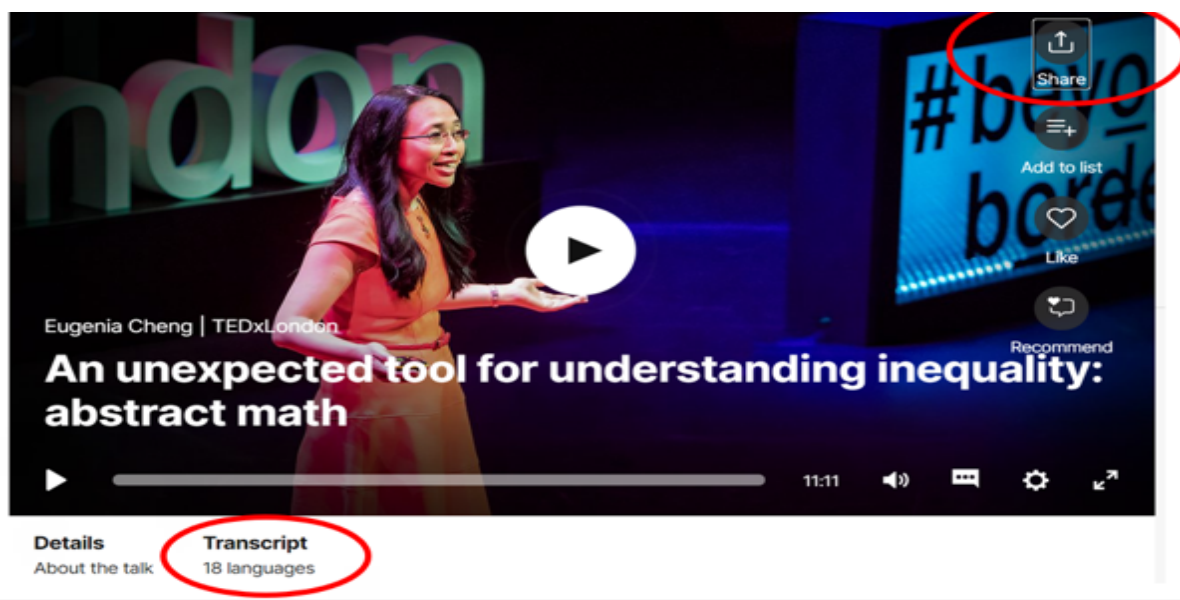 ndon
#beyo
borde
Share
Add to list
Like
Recommend
Eugenia Cheng | TEDxLondon
An unexpected tool for understanding inequality:
abstract math
11:11
Details
About the talk
Transcript
18 languages